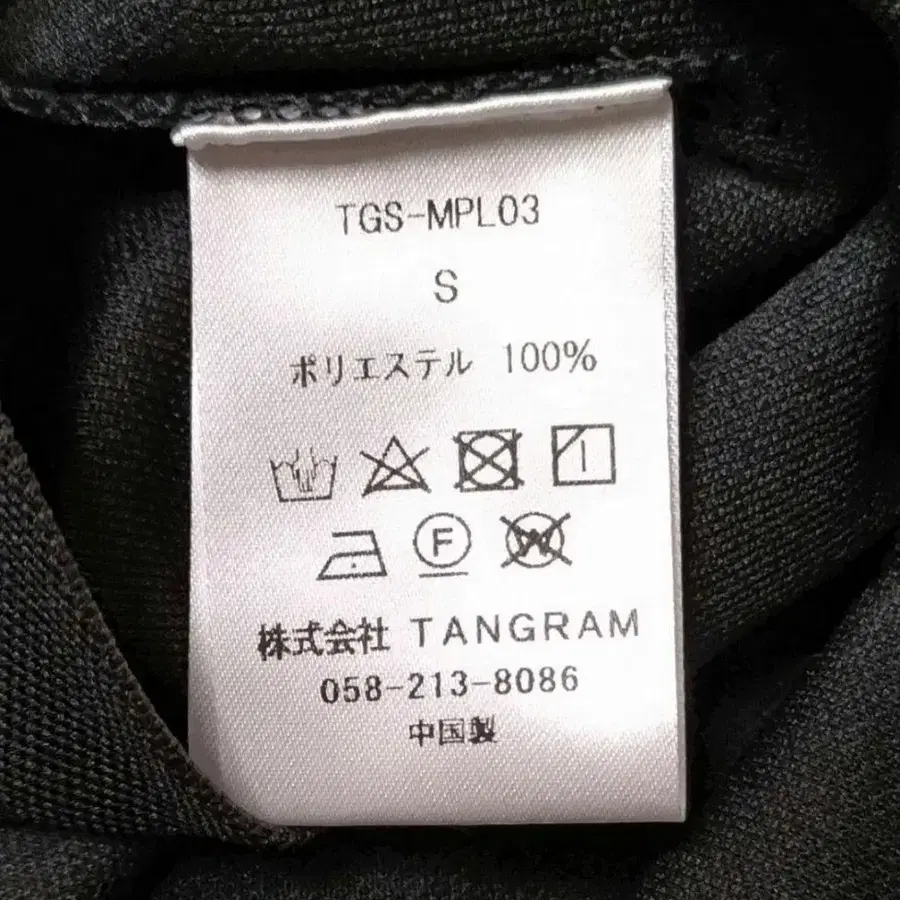 TGS-MPL03
S
ポリエステル 100%
F W
株式会社 TANGRAM
058-213-8086
中国製